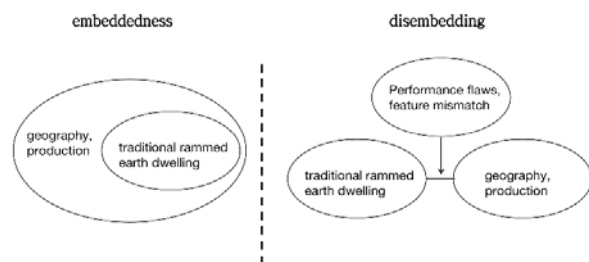 embeddedness
geography,
production
traditional rammed
earth dwelling
disembedding
Performance flaws,
feature mismatch
traditional rammed
earth dwelling
geography,
production